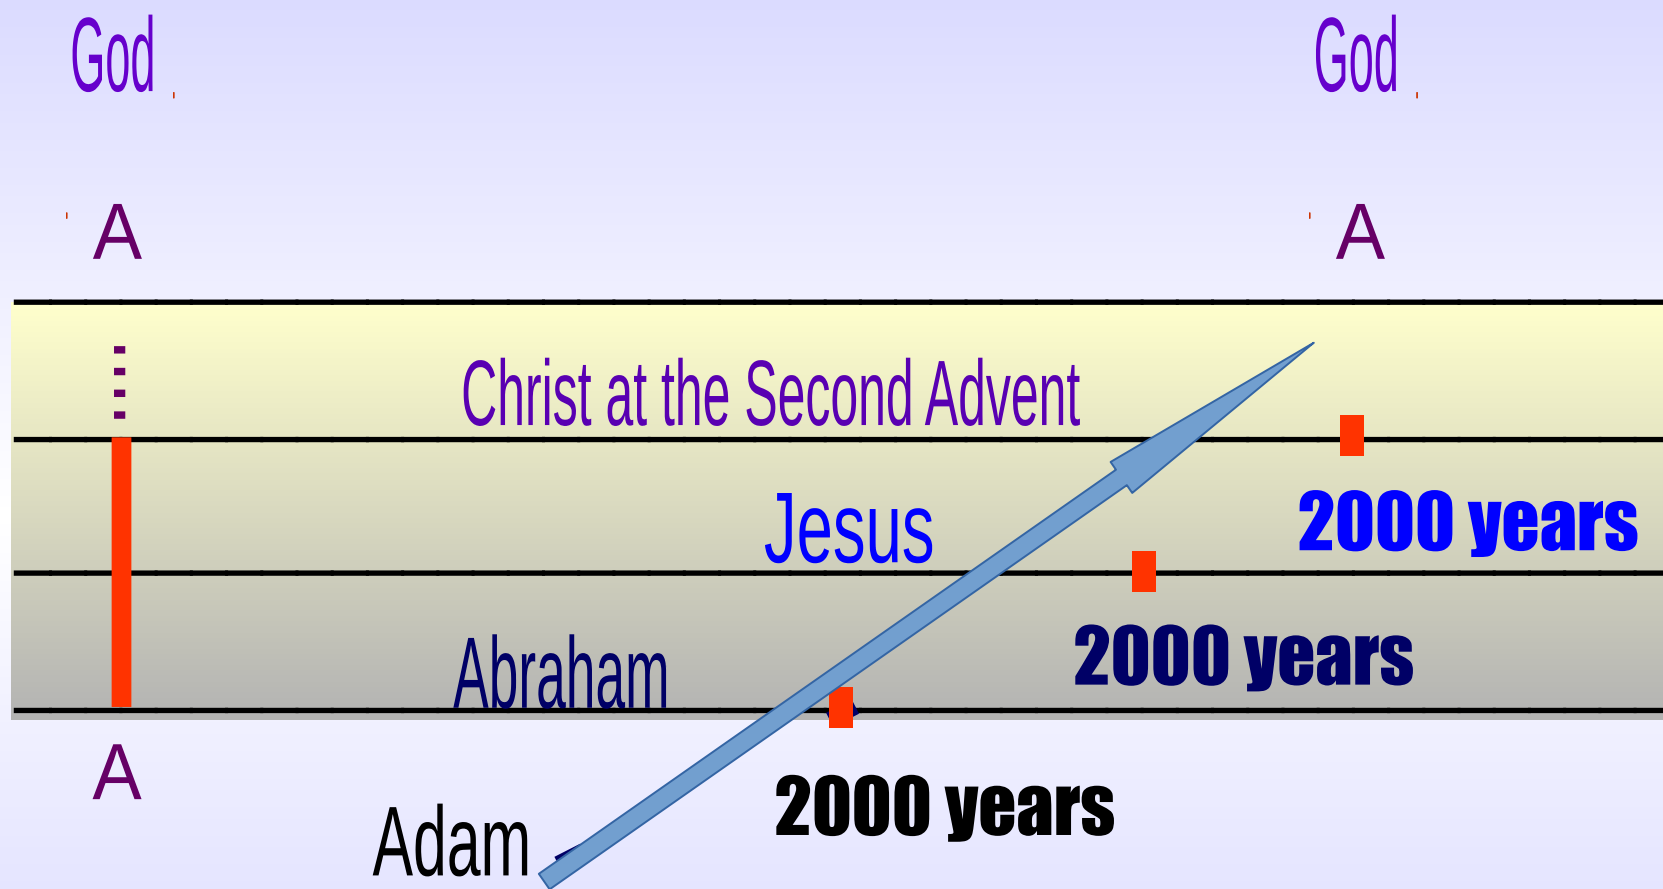 God God
A A
Christ at the Second Advent
Jesus 2000 years
Abraham 2000 years
A
Adam 2000 years